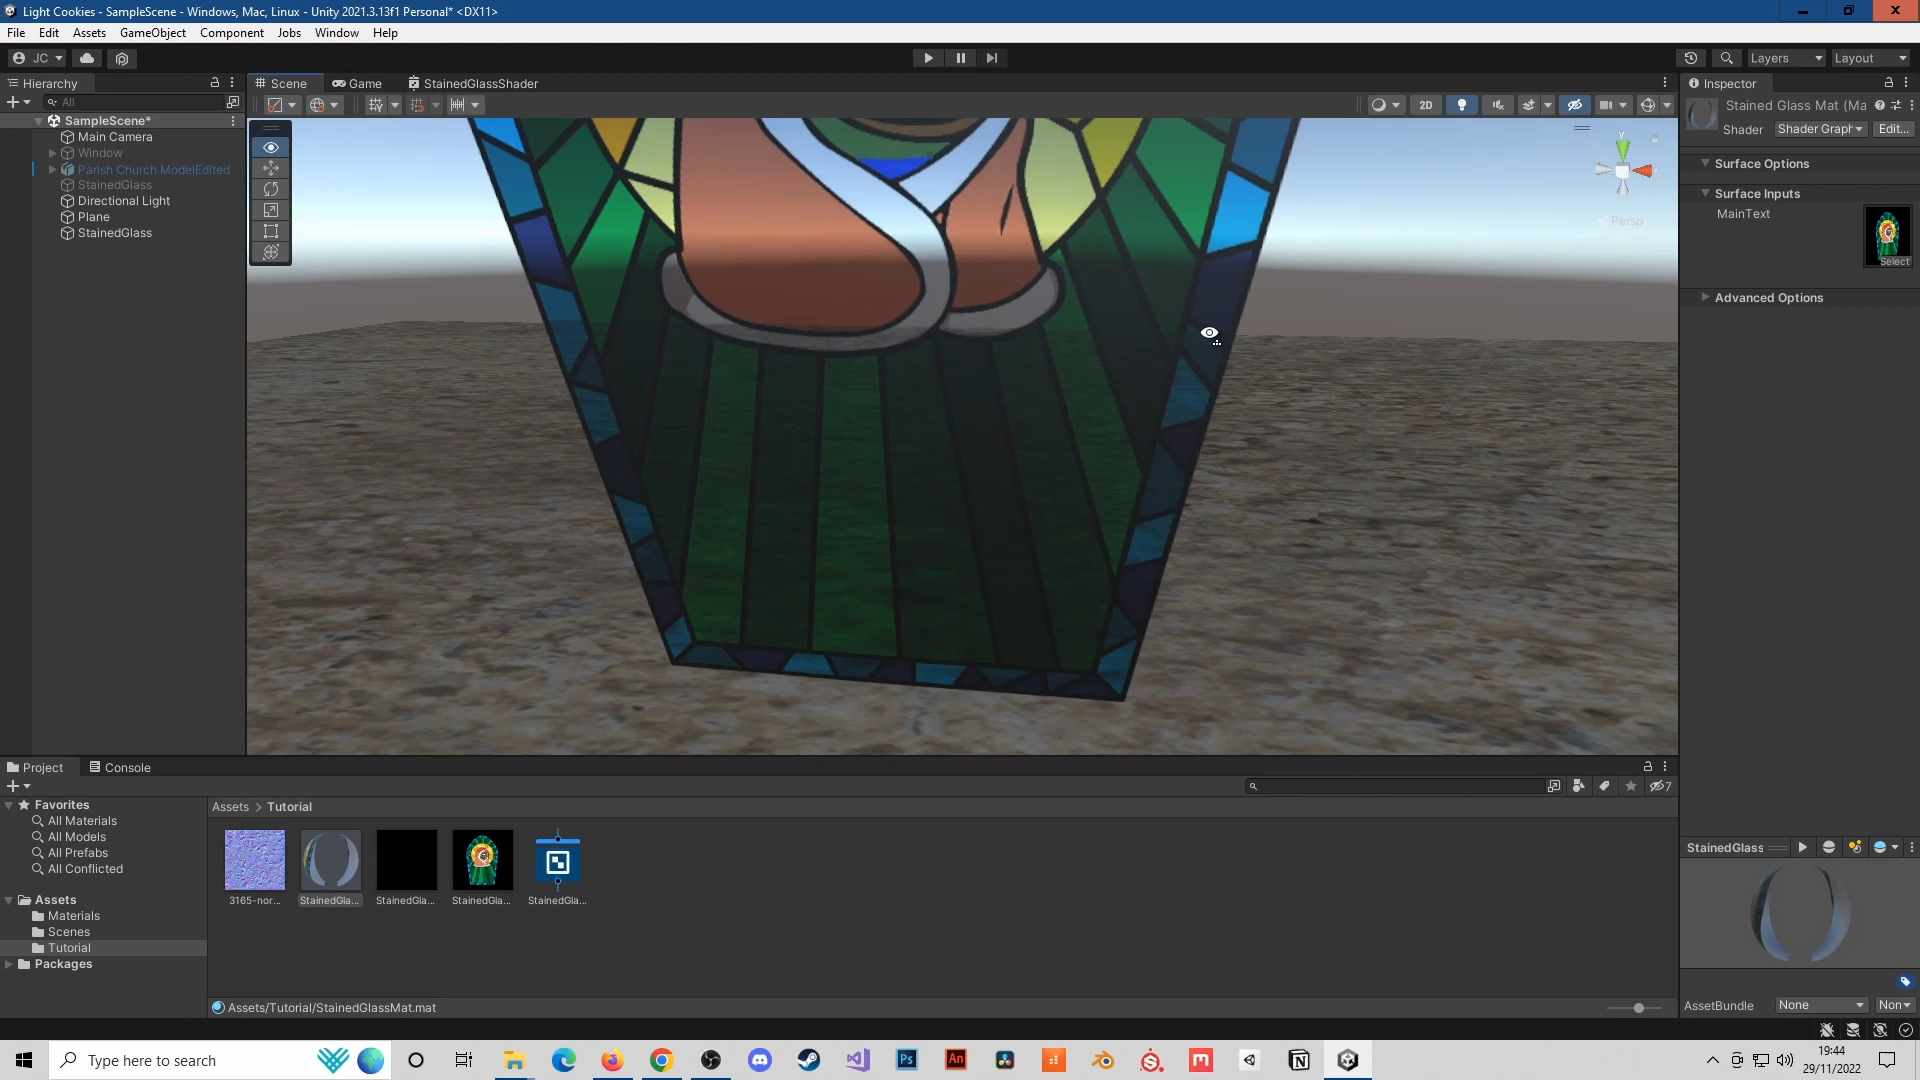 Light Cookies - SampleScene - Windows, Mac, Linux - Unity 2021.3.13f1 Personal* <DX11>
File Edit Assets GameObject Component Jobs Window Help
JC Layers Layout
Hierarchy
All
SampleScene*
Main Camera
Window
Parish Church ModelEdited
StainedGlass
Directional Light
Plane
StainedGlass
Scene Game StainedGlassShader
2D
Y
y
< Persp
Inspector
Stained Glass Mat (Ma
Shader Shader Graph Edit...
Surface Options
Surface Inputs
MainText
Select
Advanced Options
Project Console
Favorites
All Materials
All Models
All Prefabs
All Conflicted
Assets
Materials
Scenes
Tutorial
Packages
Assets > Tutorial
7
3165-nor... StainedGla... StainedGla... StainedGla... StainedGla...
Assets/Tutorial/StainedGlassMat.mat
StainedGlass
AssetBundle None Non
Type here to search
Ps An
19:44
29/11/2022